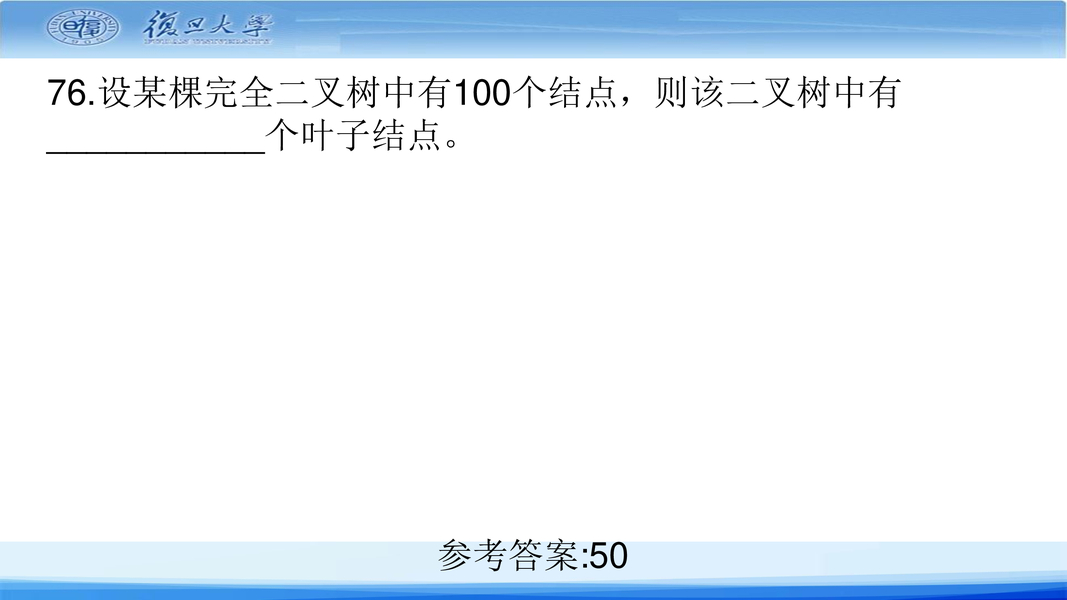 復旦大學
FUDAN UNIVERSITY
76.设某棵完全二叉树中有100个结点，则该二叉树中有
___________个叶子结点。
参考答案:50